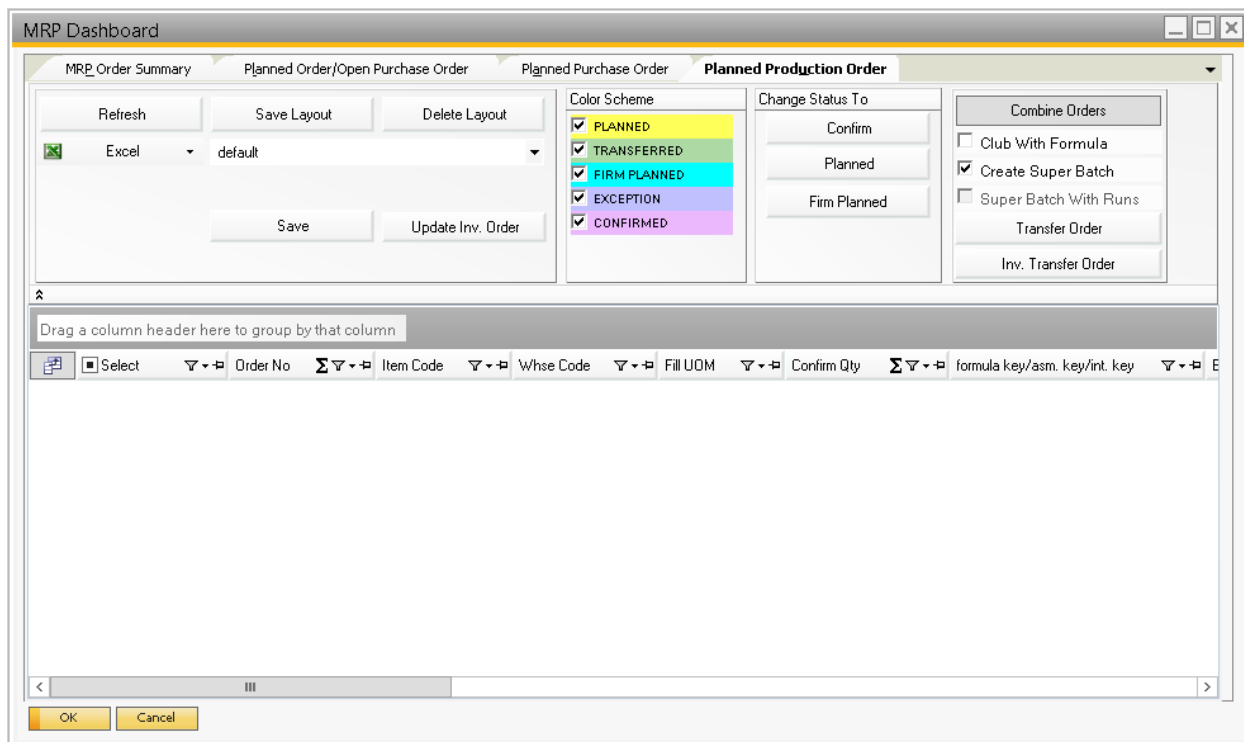 MRP Dashboard
MRP Order Summary Planned Order/Open Purchase Order Planned Purchase Order Planned Production Order
Refresh Save Layout Delete Layout
Excel default
Save Update Inv. Order
Color Scheme
PLANNED
TRANSFERRED
FIRM PLANNED
EXCEPTION
CONFIRMED
Change Status To
Confirm
Planned
Firm Planned
Combine Orders
Club With Formula
Create Super Batch
Super Batch With Runs
Transfer Order
Inv. Transfer Order
Drag a column header here to group by that column
Select Order No Item Code Whse Code Fill UOM Confirm Qty formula key/asm. key/int. key
OK Cancel